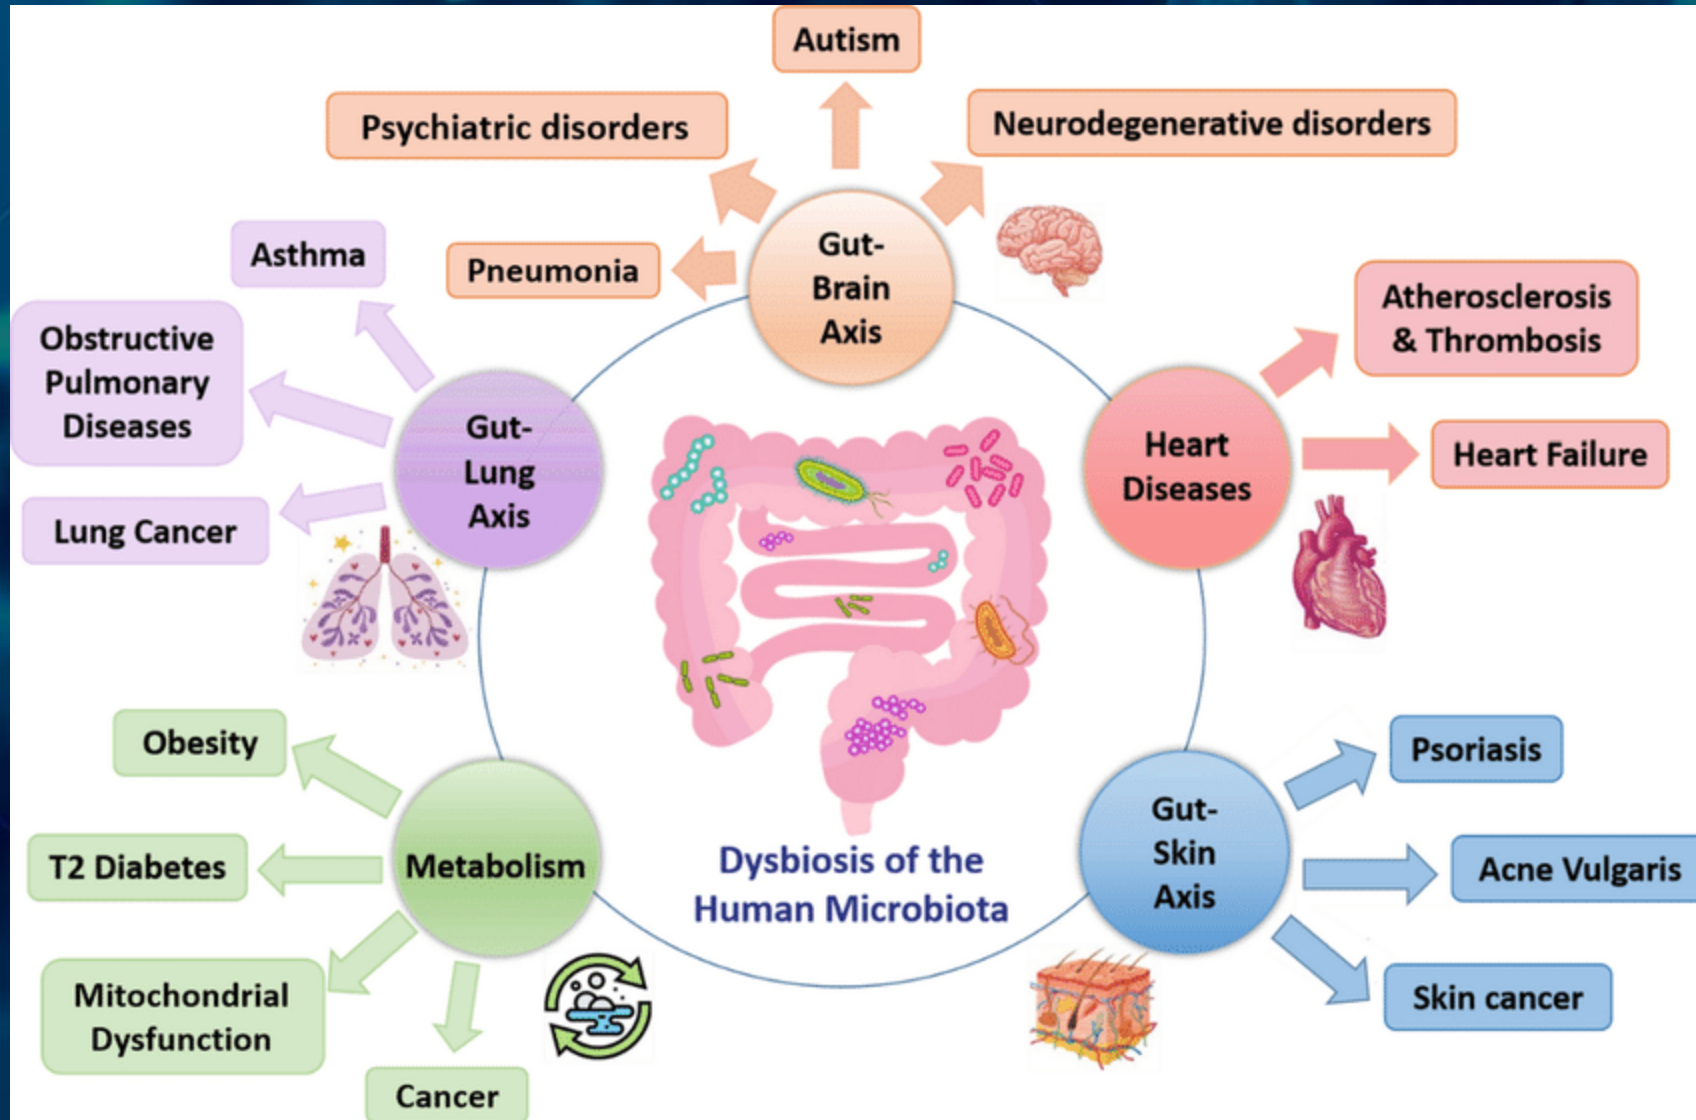 Autism
Psychiatric disorders
Neurodegenerative disorders
Gut-
Brain
Axis
Pneumonia
Asthma
Obstructive
Pulmonary
Diseases
Lung Cancer
Gut-
Lung
Axis
Atherosclerosis
& Thrombosis
Heart Failure
Heart
Diseases
Obesity
T2 Diabetes
Mitochondrial
Dysfunction
Cancer
Metabolism
Dysbiosis of the
Human Microbiota
Gut-
Skin
Axis
Psoriasis
Acne Vulgaris
Skin cancer